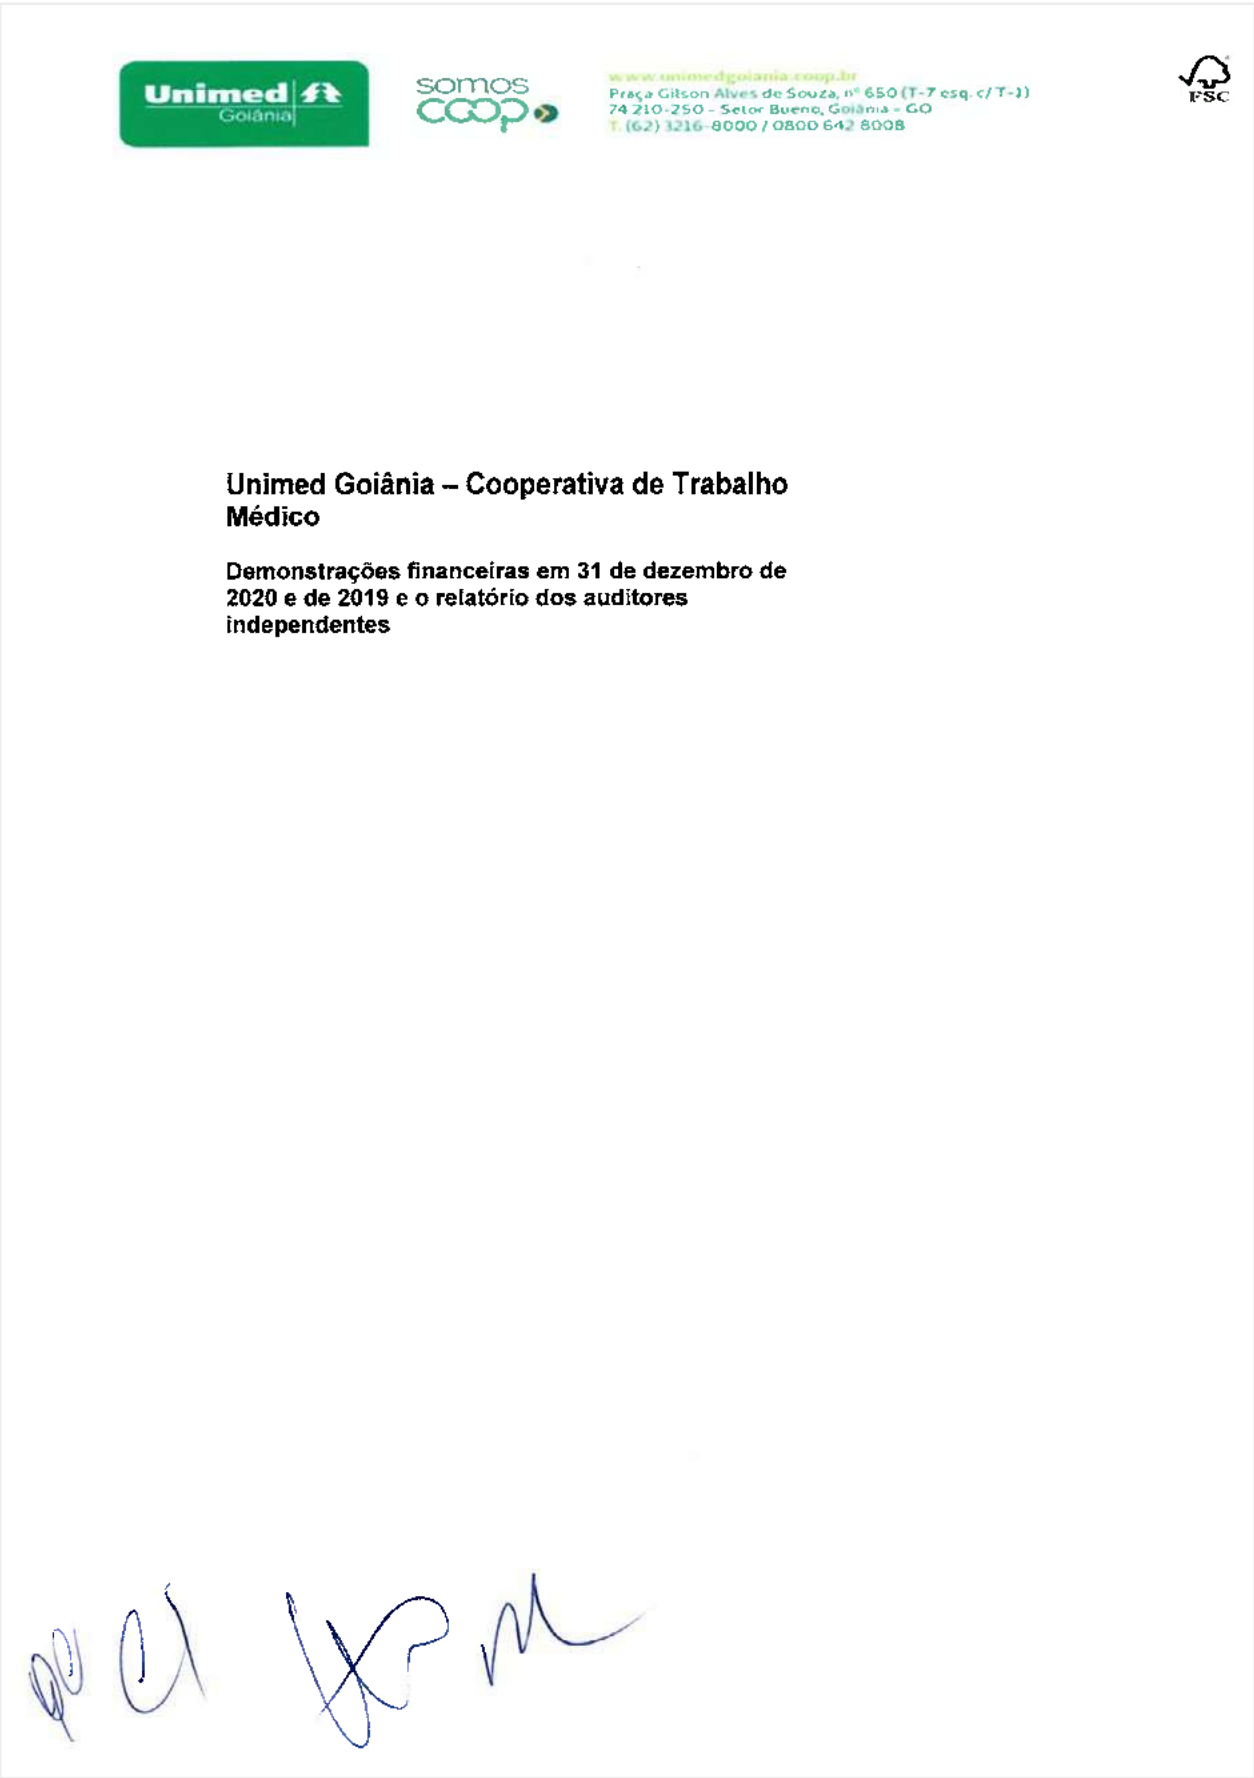 Unimed
Goiânia
somos
coop
www.unimedgoiania.coop.br
Praça Gilson Alves de Souza, nº 650 (T-7 esq. c/ T-1)
74 210-250 - Setor Bueno, Goiânia - GO
T. (62) 3216-8000 / 0800 642 8008
FSC
Unimed Goiânia – Cooperativa de Trabalho
Médico
Demonstrações financeiras em 31 de dezembro de
2020 e de 2019 e o relatório dos auditores
independentes